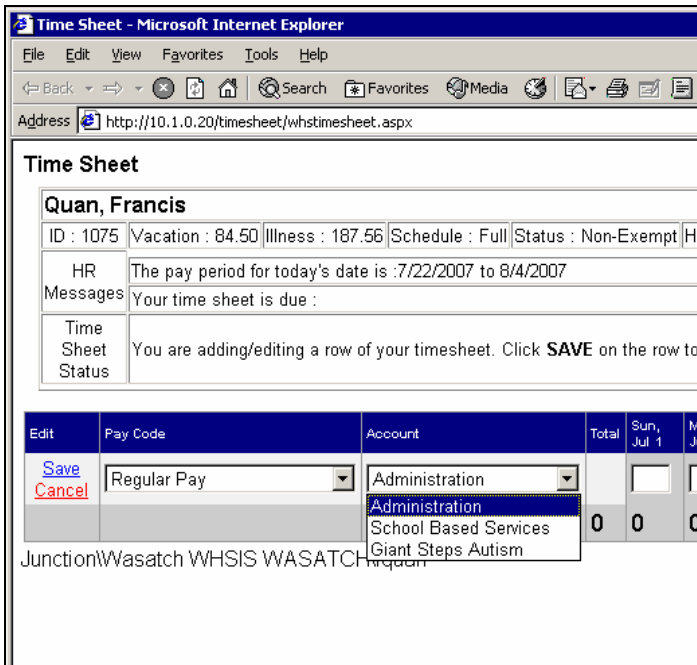 Time Sheet - Microsoft Internet Explorer
File Edit View Favorites Tools Help
Back Search Favorites Media
Address http://10.1.0.20/timesheet/whstimesheet.aspx
Time Sheet
Quan, Francis
ID : 1075 Vacation : 84.50 Illness : 187.56 Schedule : Full Status : Non-Exempt H
HR Messages
The pay period for today's date is :7/22/2007 to 8/4/2007
Your time sheet is due :
Time Sheet Status
You are adding/editing a row of your timesheet. Click SAVE on the row to
Edit Pay Code Account Total Sun, Jul 1
Save Regular Pay Administration
Cancel
Administration
School Based Services
Giant Steps Autism
0 0
Junction\Wasatch WHSIS